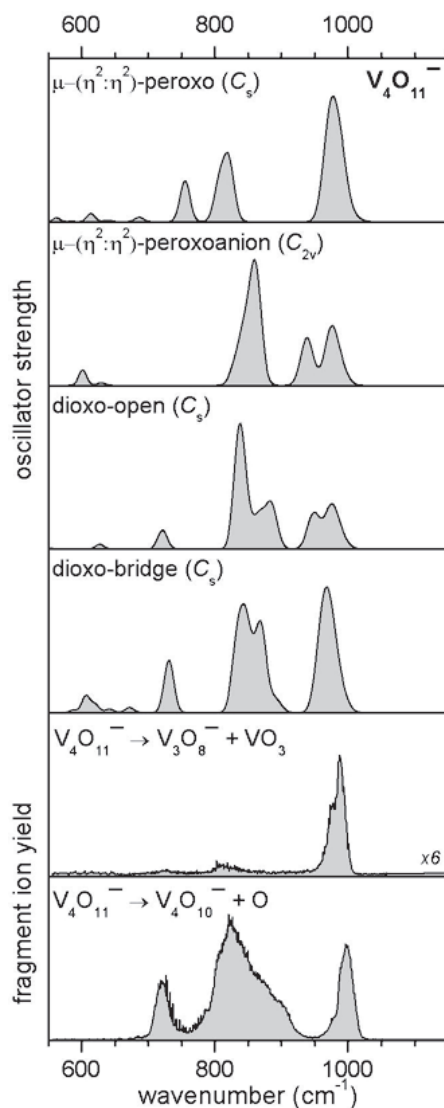 600 800 1000
μ−(η²:η²)-peroxo (Cₛ) V₄O₁₁⁻
μ−(η²:η²)-peroxoanion (C₂ᵥ)
dioxo-open (Cₛ)
dioxo-bridge (Cₛ)
oscillator strength
V₄O₁₁⁻ → V₃O₈⁻ + VO₃
x6
V₄O₁₁⁻ → V₄O₁₀⁻ + O
fragment ion yield
600 800 1000
wavenumber (cm⁻¹)